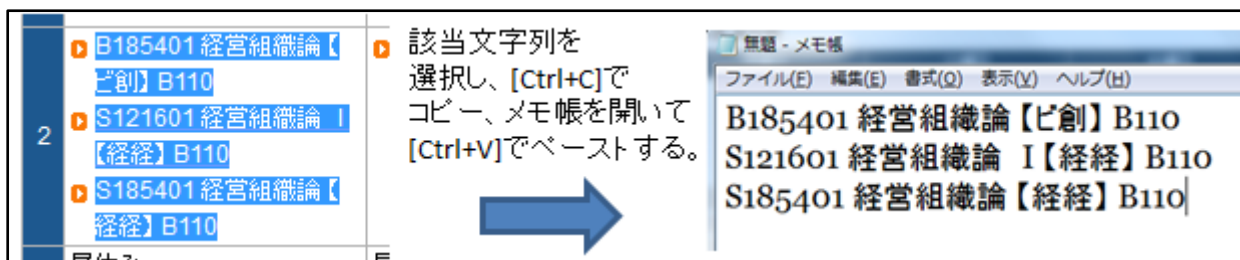 2
B185401 経営組織論【
ビ創】B110
S121601 経営組織論　I
【経経】B110
S185401 経営組織論【
経経】B110
該当文字列を
選択し、[Ctrl+C]で
コピー、メモ帳を開いて
[Ctrl+V]でペーストする。
無題 - メモ帳
ファイル(F) 編集(E) 書式(O) 表示(V) ヘルプ(H)
B185401 経営組織論【ビ創】B110
S121601 経営組織論　I【経経】B110
S185401 経営組織論【経経】B110